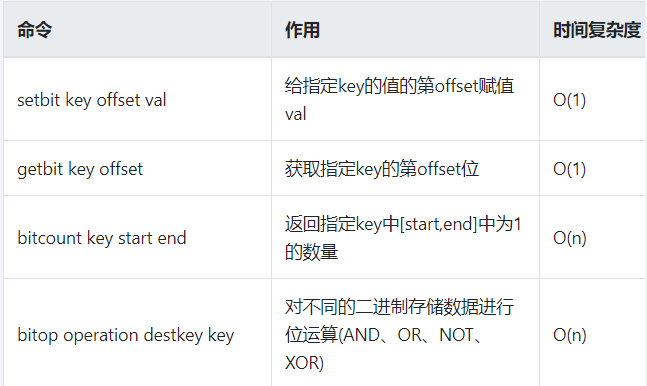 命令 作用 时间复杂度
setbit key offset val 给指定key的值的第offset赋值 O(1)
val
getbit key offset 获取指定key的第offset位 O(1)
bitcount key start end 返回指定key中[start,end]中为1 O(n)
的数量
bitop operation destkey key 对不同的二进制存储数据进行 O(n)
位运算(AND、OR、NOT、
XOR)